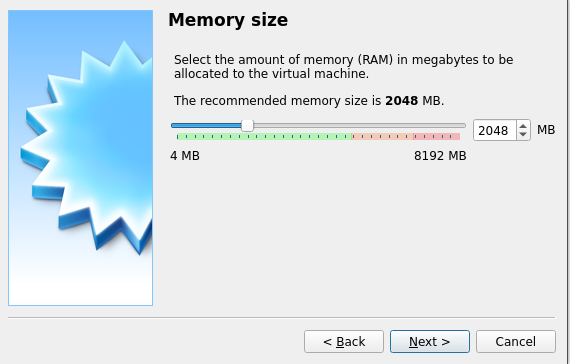 Memory size
Select the amount of memory (RAM) in megabytes to be
allocated to the virtual machine.
The recommended memory size is 2048 MB.
2048 MB
4 MB 8192 MB
< Back Next > Cancel